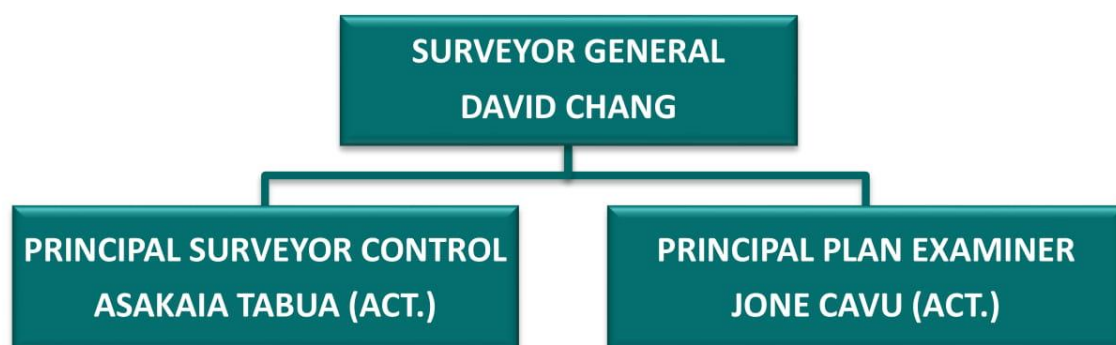 SURVEYOR GENERAL
DAVID CHANG
PRINCIPAL SURVEYOR CONTROL
ASAKAIA TABUA (ACT.)
PRINCIPAL PLAN EXAMINER
JONE CAVU (ACT.)